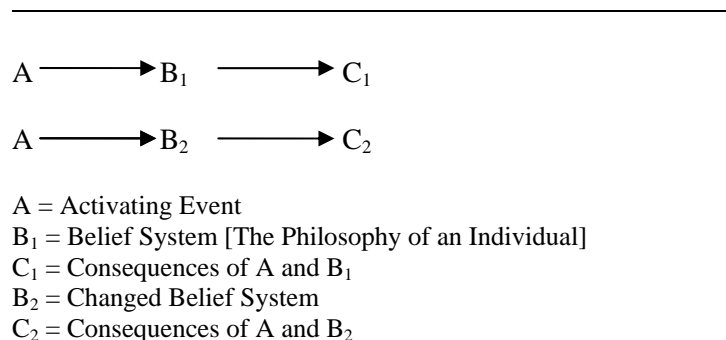 A B₁ C₁
A B₂ C₂
A = Activating Event
B₁ = Belief System [The Philosophy of an Individual]
C₁ = Consequences of A and B₁
B₂ = Changed Belief System
C₂ = Consequences of A and B₂